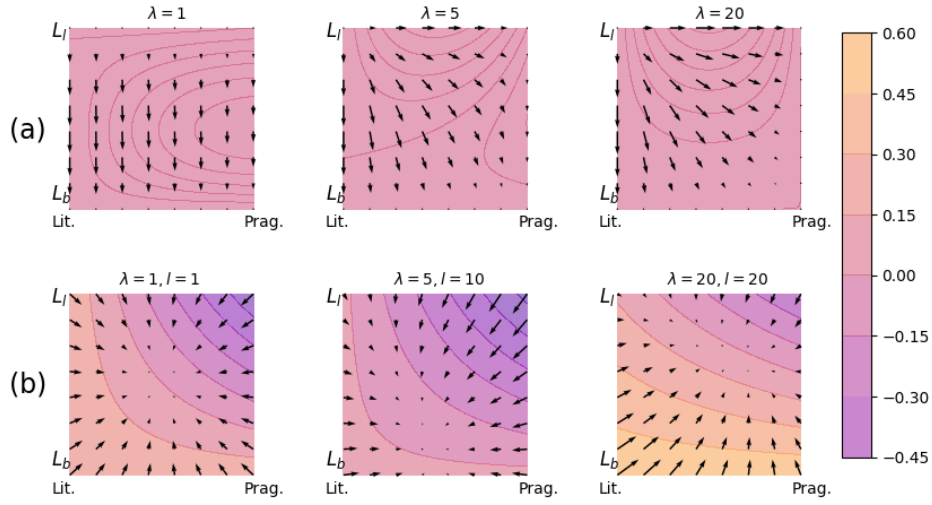 λ = 1
λ = 5
λ = 20
L_l
L_l
L_l
(a)
L_b
L_b
L_b
Lit.
Prag.
Lit.
Prag.
Lit.
Prag.
λ = 1, l = 1
λ = 5, l = 10
λ = 20, l = 20
L_l
L_l
L_l
(b)
L_b
L_b
L_b
Lit.
Prag.
Lit.
Prag.
Lit.
Prag.
0.60
0.45
0.30
0.15
0.00
−0.15
−0.30
−0.45